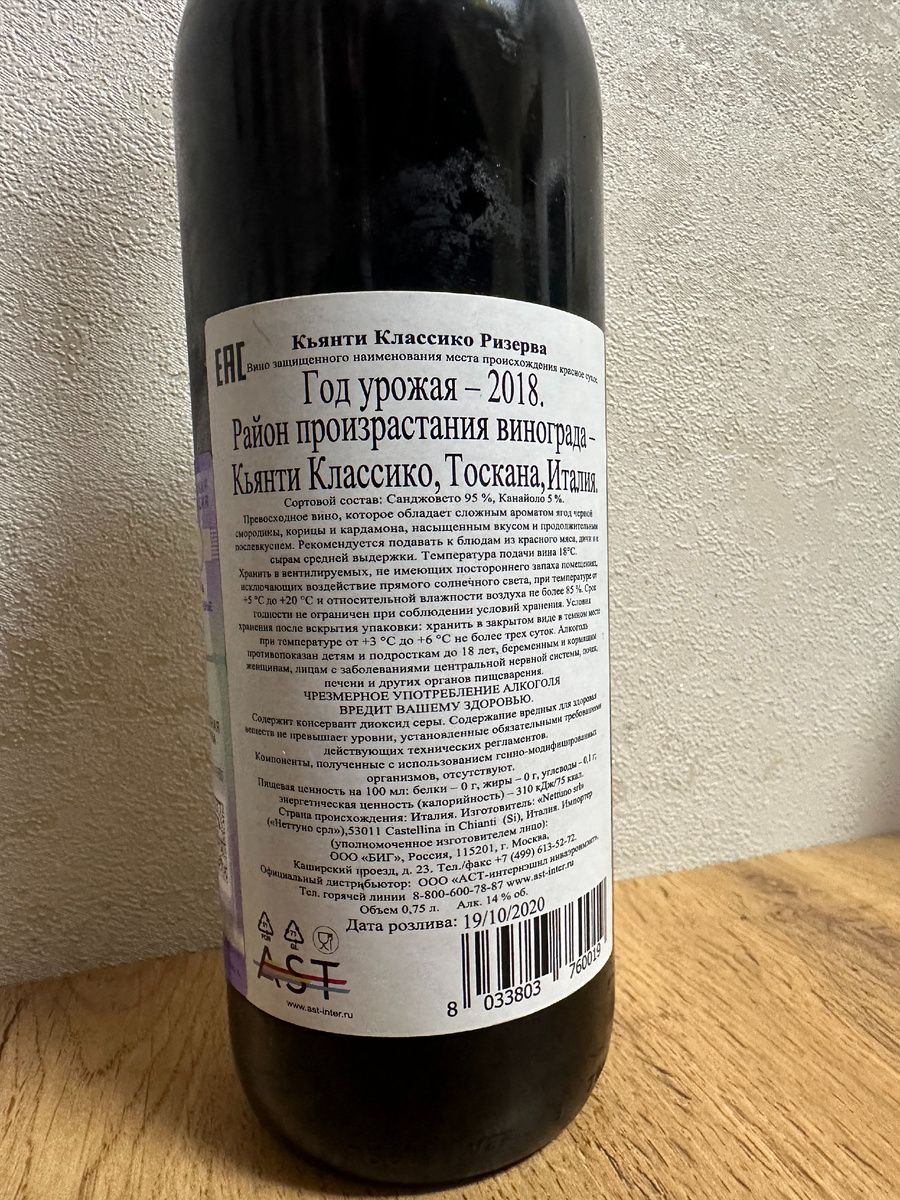 Кьянти Классико Ризерва
EAC
Вино защищенного наименования места происхождения красное сухое.
Год урожая – 2018.
Район произрастания винограда –
Кьянти Классико, Тоскана, Италия.
Сортовой состав: Санджовето 95 %, Канайоло 5 %.
Превосходное вино, которое обладает сложным ароматом ягод черной
смородины, корицы и кардамона, насыщенным вкусом и продолжительным
послевкусием. Рекомендуется подавать к блюдам из красного мяса, дичи и к
сырам средней выдержки. Температура подачи вина 18°С.
Хранить в вентилируемых, не имеющих постороннего запаха помещениях,
исключающих воздействие прямого солнечного света, при температуре от
+5 °С до +20 °С и относительной влажности воздуха не более 85 %. Срок
годности не ограничен при соблюдении условий хранения. Условия
хранения после вскрытия упаковки: хранить в закрытом виде в темном месте
при температуре от +3 °С до +6 °С не более трех суток. Алкоголь
противопоказан детям и подросткам до 18 лет, беременным и кормящим
женщинам, лицам с заболеваниями центральной нервной системы, почек,
печени и других органов пищеварения.
ЧРЕЗМЕРНОЕ УПОТРЕБЛЕНИЕ АЛКОГОЛЯ
ВРЕДИТ ВАШЕМУ ЗДОРОВЬЮ.
Содержит консервант диоксид серы. Содержание вредных для здоровья
веществ не превышает уровни, установленные обязательными требованиями
действующих технических регламентов.
Компоненты, полученные с использованием генно-модифицированных
организмов, отсутствуют.
Пищевая ценность на 100 мл: белки – 0 г, жиры – 0 г, углеводы – 0,1 г;
энергетическая ценность (калорийность) – 310 кДж/75 ккал.
Страна происхождения: Италия. Изготовитель: «Nettuno srl»
(«Неттуно срл»),53011 Castellina in Chianti (Si), Италия. Импортер
(уполномоченное изготовителем лицо):
ООО «БИГ», Россия, 115201, г. Москва,
Каширский проезд, д. 23. Тел./факс +7 (499) 613-52-72.
Официальный дистрибьютор: ООО «АСТ-интернэшнл инваэронмэнт»,
Тел. горячей линии 8-800-600-78-87 www.ast-inter.ru
Объем 0,75 л. Алк. 14 % об.
Дата розлива: 19/10/2020
AST
www.ast-inter.ru
8 033803 760019